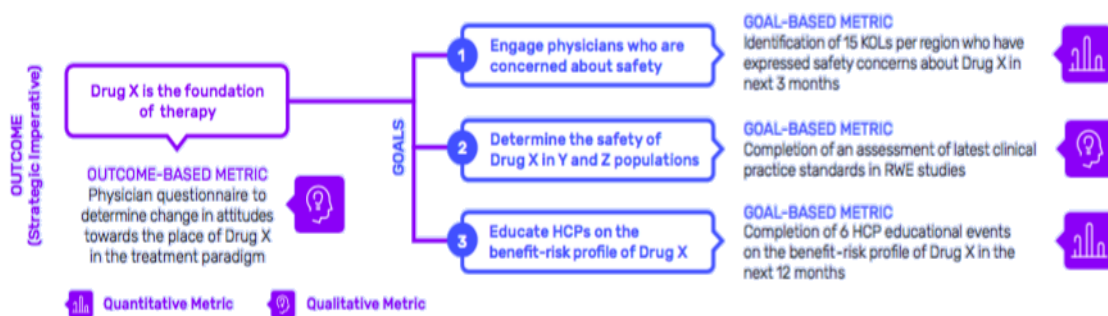 OUTCOME
(Strategic Imperative)
Drug X is the foundation
of therapy
OUTCOME-BASED METRIC
Physician questionnaire to
determine change in attitudes
towards the place of Drug X
in the treatment paradigm
GOALS
1
Engage physicians who are
concerned about safety
GOAL-BASED METRIC
Identification of 15 KOLs per region who have
expressed safety concerns about Drug X in
next 3 months
2
Determine the safety of
Drug X in Y and Z populations
GOAL-BASED METRIC
Completion of an assessment of latest clinical
practice standards in RWE studies
3
Educate HCPs on the
benefit-risk profile of Drug X
GOAL-BASED METRIC
Completion of 6 HCP educational events
on the benefit-risk profile of Drug X in the
next 12 months
Quantitative Metric
Qualitative Metric